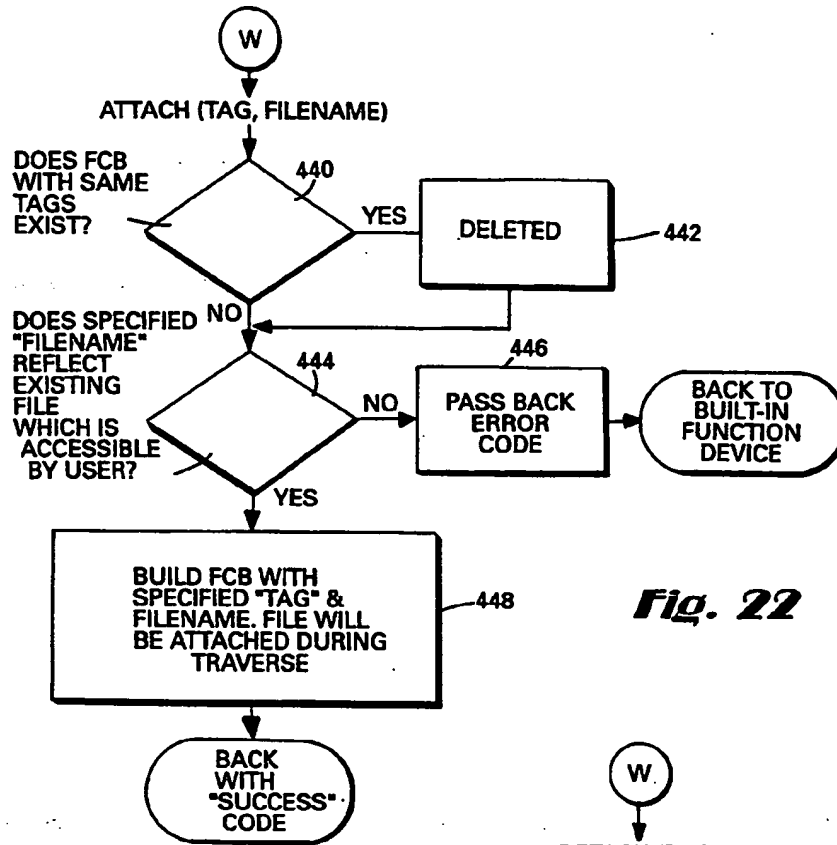 W
ATTACH (TAG, FILENAME)
DOES FCB
WITH SAME
TAGS
EXIST?
440
YES
DELETED
442
NO
DOES SPECIFIED
"FILENAME"
REFLECT
EXISTING
FILE
WHICH IS
ACCESSIBLE
BY USER?
444
NO
446
PASS BACK
ERROR
CODE
BACK TO
BUILT-IN
FUNCTION
DEVICE
YES
BUILD FCB WITH
SPECIFIED "TAG" &
FILENAME. FILE WILL
BE ATTACHED DURING
TRAVERSE
448
Fig. 22
BACK
WITH
"SUCCESS"
CODE
W